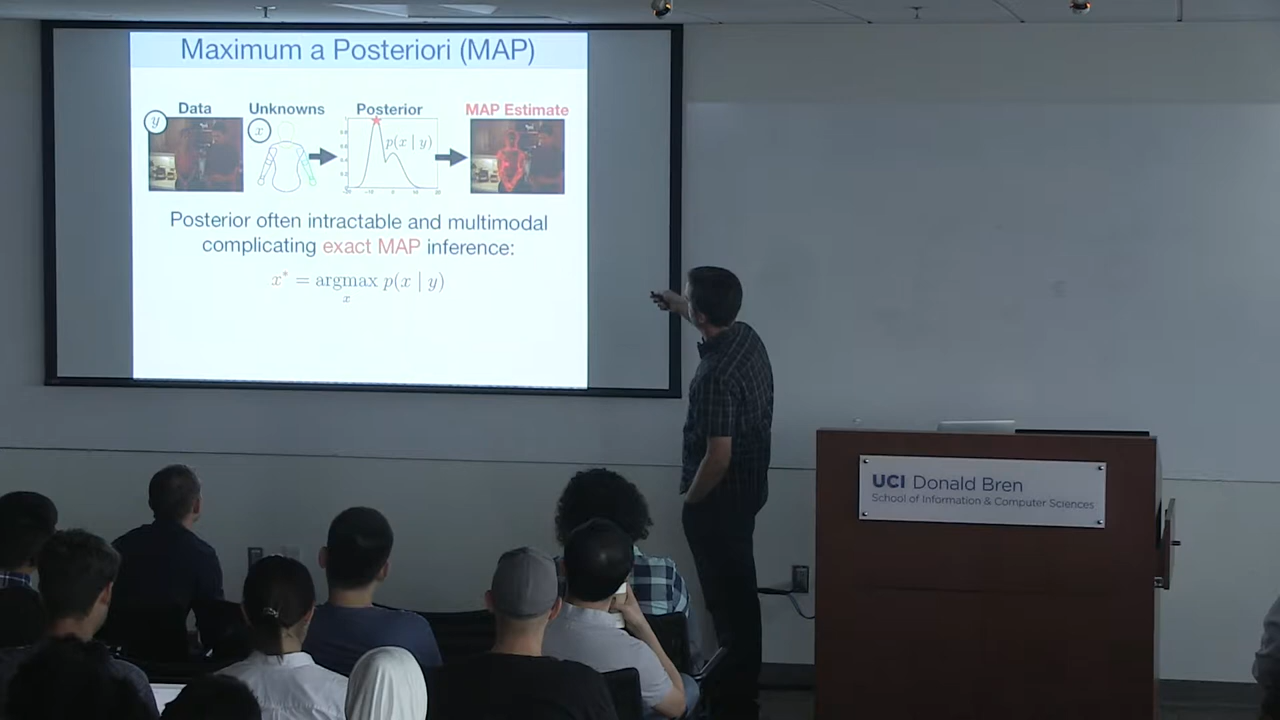 Maximum a Posteriori (MAP)
Data Unknowns Posterior MAP Estimate
y x
p(x | y)
Posterior often intractable and multimodal
complicating exact MAP inference:
x* = argmax p(x | y)
x
UCI Donald Bren
School of Information & Computer Sciences